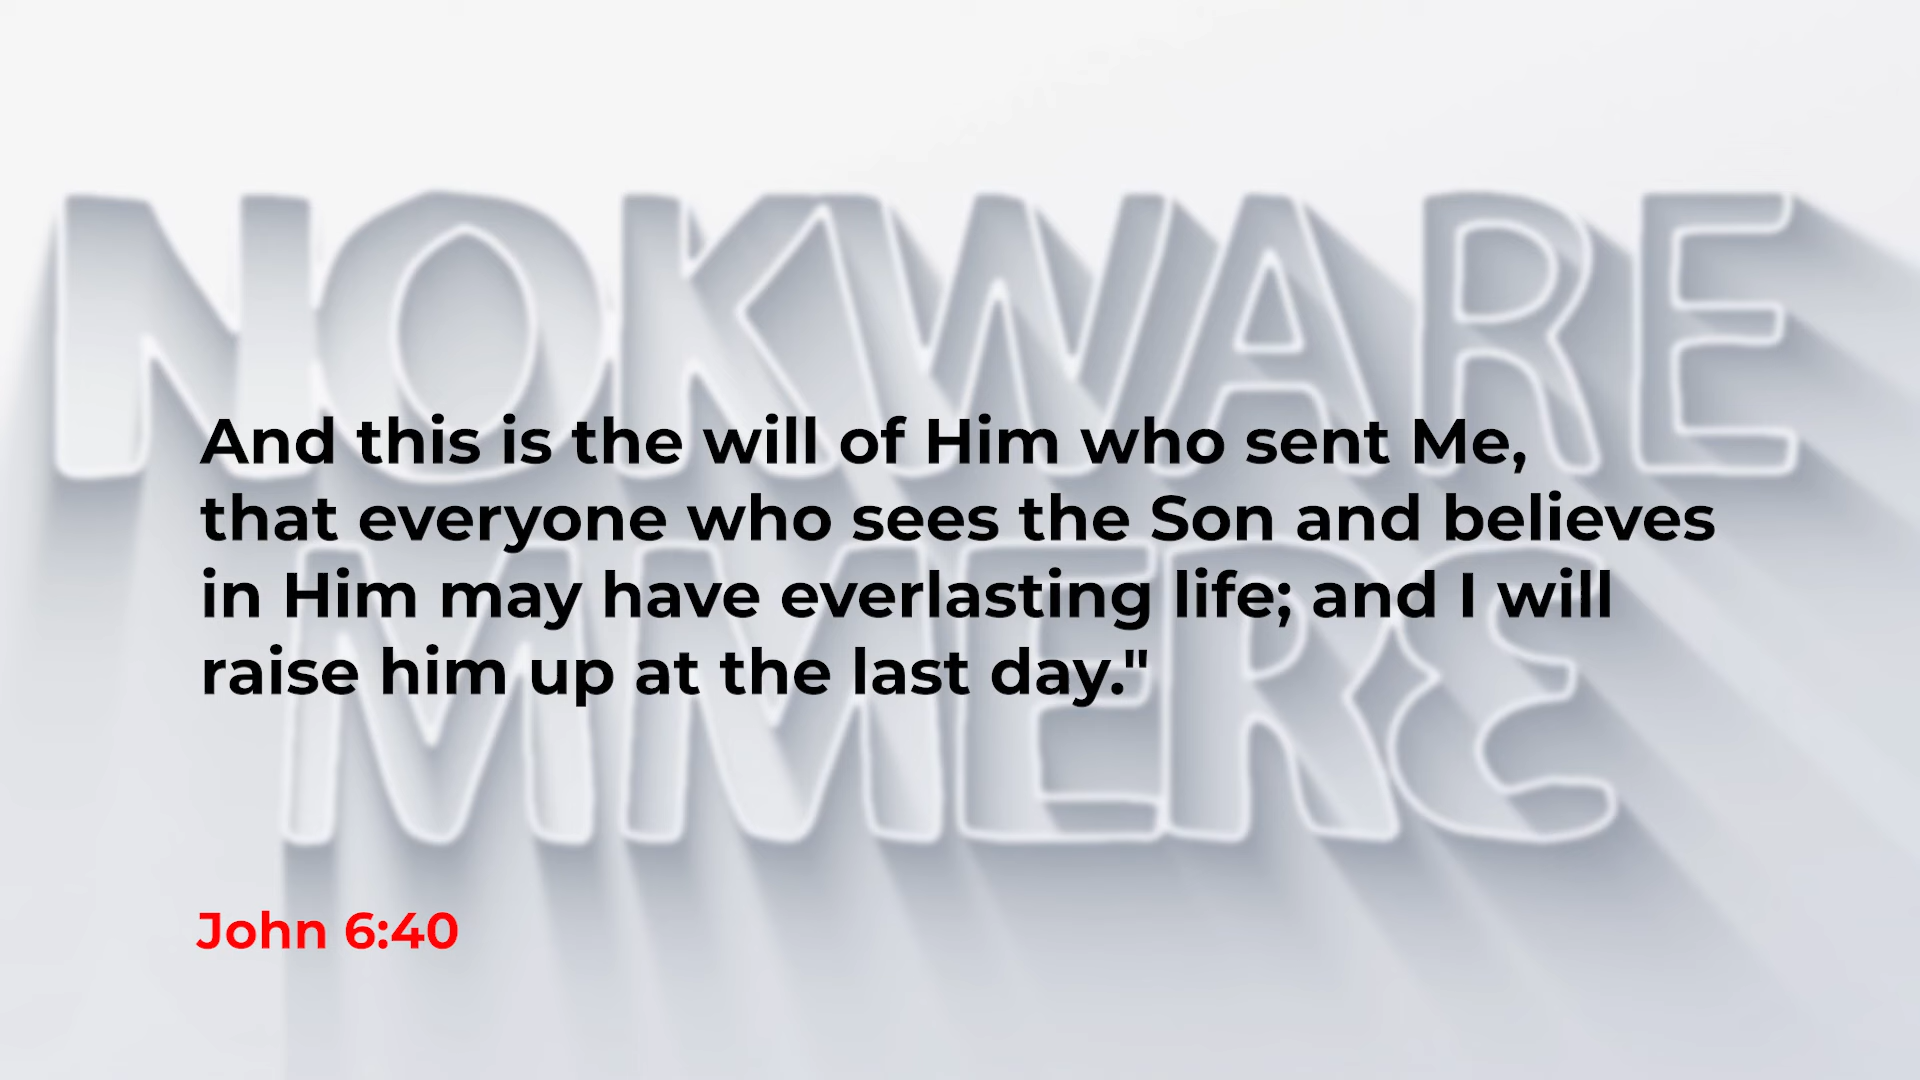 NOKWARE
MMERƐ
And this is the will of Him who sent Me,
that everyone who sees the Son and believes
in Him may have everlasting life; and I will
raise him up at the last day."
John 6:40